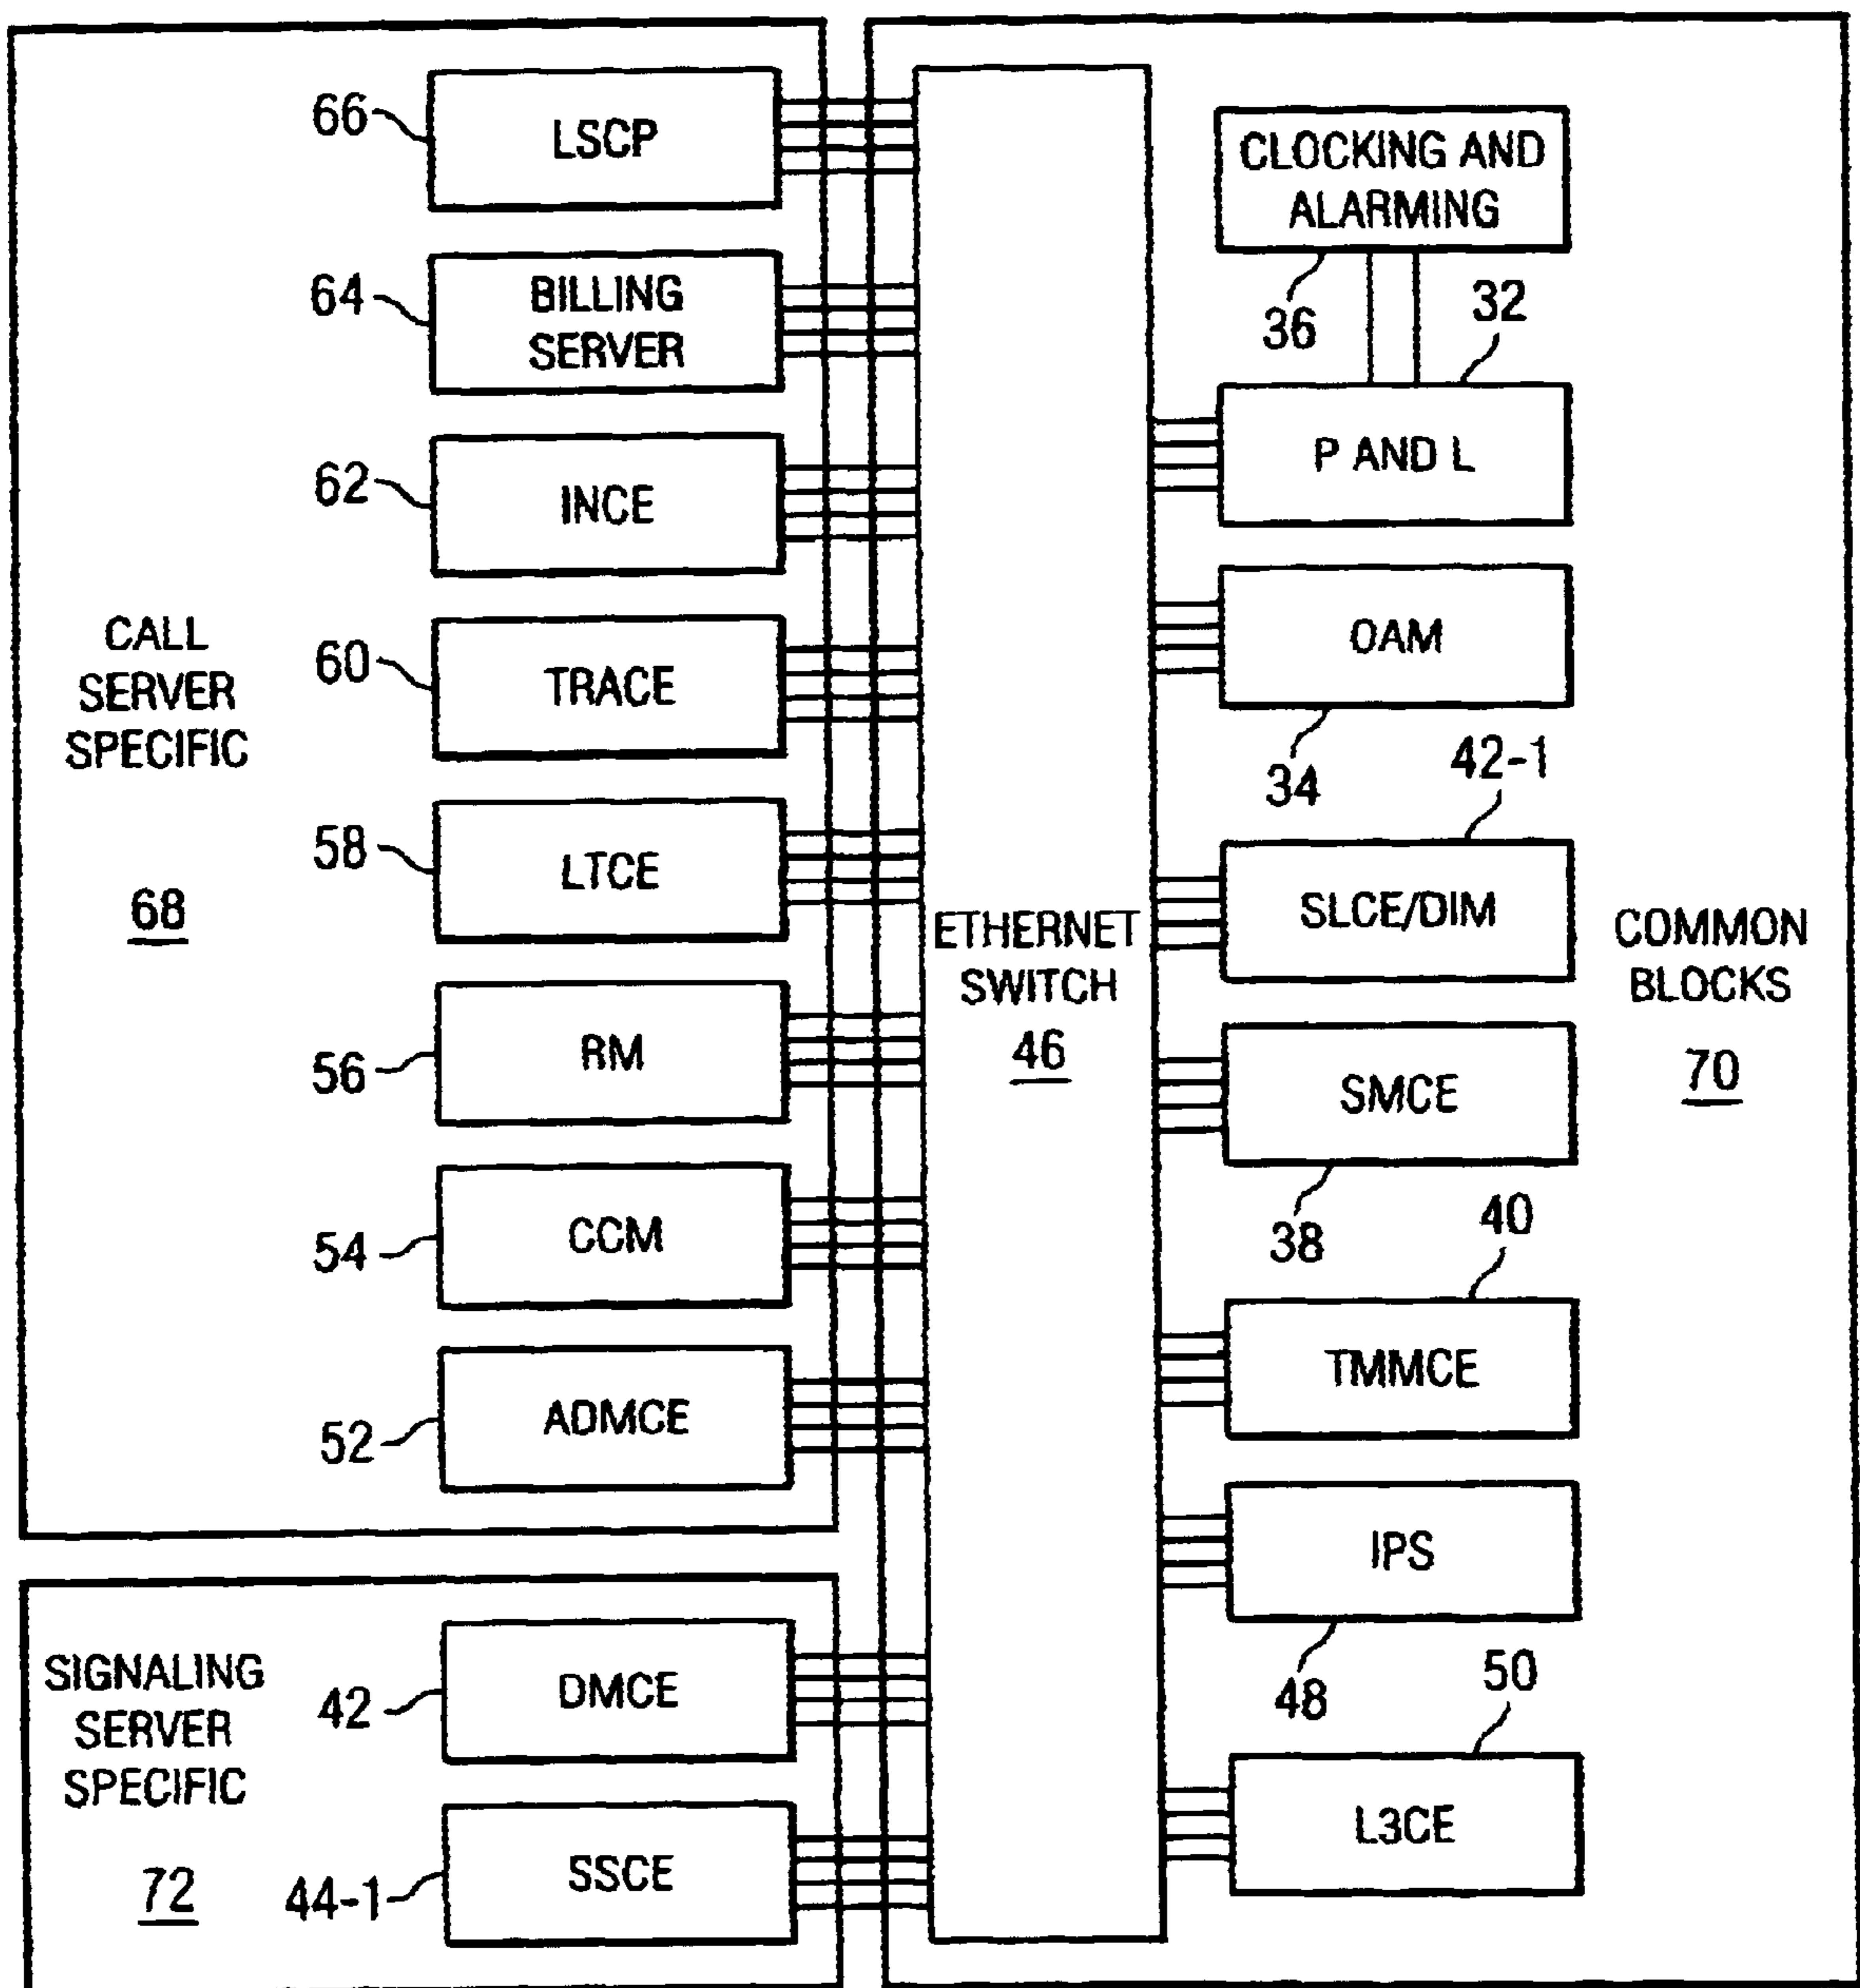 CALL
SERVER
SPECIFIC
68
66
LSCP
64
BILLING
SERVER
62
INCE
60
TRACE
58
LTCE
56
RM
54
CCM
52
ADMCE
SIGNALING
SERVER
SPECIFIC
72
42
DMCE
44-1
SSCE
ETHERNET
SWITCH
46
CLOCKING AND
ALARMING
36
32
P AND L
OAM
34
42-1
SLCE/DIM
SMCE
38
40
TMMCE
IPS
48
50
L3CE
COMMON
BLOCKS
70